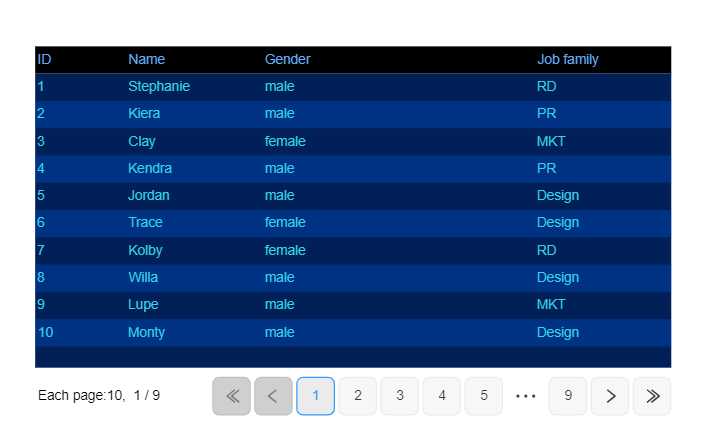 ID Name Gender Job family
1 Stephanie male RD
2 Kiera male PR
3 Clay female MKT
4 Kendra male PR
5 Jordan male Design
6 Trace female Design
7 Kolby female RD
8 Willa male Design
9 Lupe male MKT
10 Monty male Design
Each page:10, 1 / 9 1 2 3 4 5 ••• 9